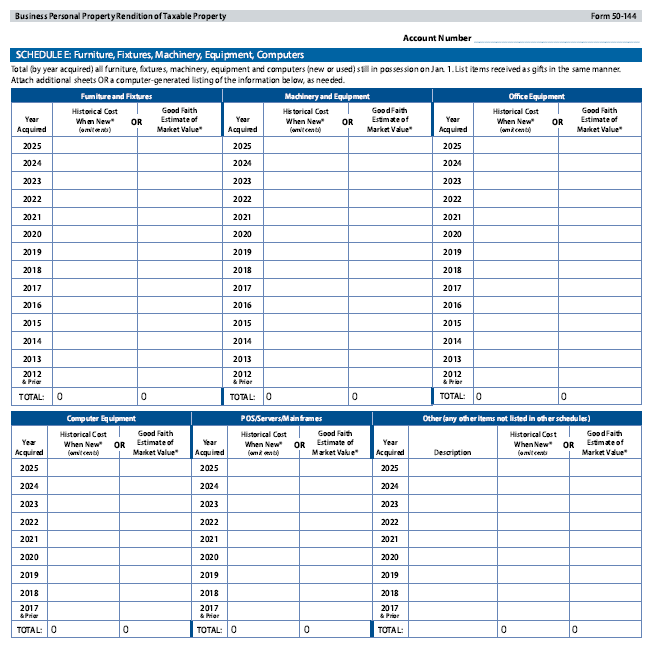 Business Personal Property Rendition of Taxable Property Form 50-144
Account Number
SCHEDULE E: Furniture, Fixtures, Machinery, Equipment, Computers
Total (by year acquired) all furniture, fixtures, machinery, equipment and computers (new or used) still in possession on Jan. 1. List items received as gifts in the same manner.
Attach additional sheets OR a computer-generated listing of the information below, as needed.
Furniture and Fixtures Machinery and Equipment Office Equipment
Year Acquired Historical Cost When New* (omit cents) OR Good Faith Estimate of Market Value* Year Acquired Historical Cost When New* (omit cents) OR Good Faith Estimate of Market Value* Year Acquired Historical Cost When New* (omit cents) OR Good Faith Estimate of Market Value*
2025 2025 2025
2024 2024 2024
2023 2023 2023
2022 2022 2022
2021 2021 2021
2020 2020 2020
2019 2019 2019
2018 2018 2018
2017 2017 2017
2016 2016 2016
2015 2015 2015
2014 2014 2014
2013 2013 2013
2012 2012 2012
& Prior & Prior & Prior
TOTAL: 0 0 TOTAL: 0 0 TOTAL: 0 0
Computer Equipment POS/Servers/Mainframes Other (any other items not listed in other schedules)
Year Acquired Historical Cost When New* (omit cents) OR Good Faith Estimate of Market Value* Year Acquired Historical Cost When New* (omit cents) OR Good Faith Estimate of Market Value* Year Acquired Description Historical Cost When New* (omit cents OR Good Faith Estimate of Market Value*
2025 2025 2025
2024 2024 2024
2023 2023 2023
2022 2022 2022
2021 2021 2021
2020 2020 2020
2019 2019 2019
2018 2018 2018
2017 2017 2017
& Prior & Prior & Prior
TOTAL: 0 0 TOTAL: 0 0 TOTAL: 0 0